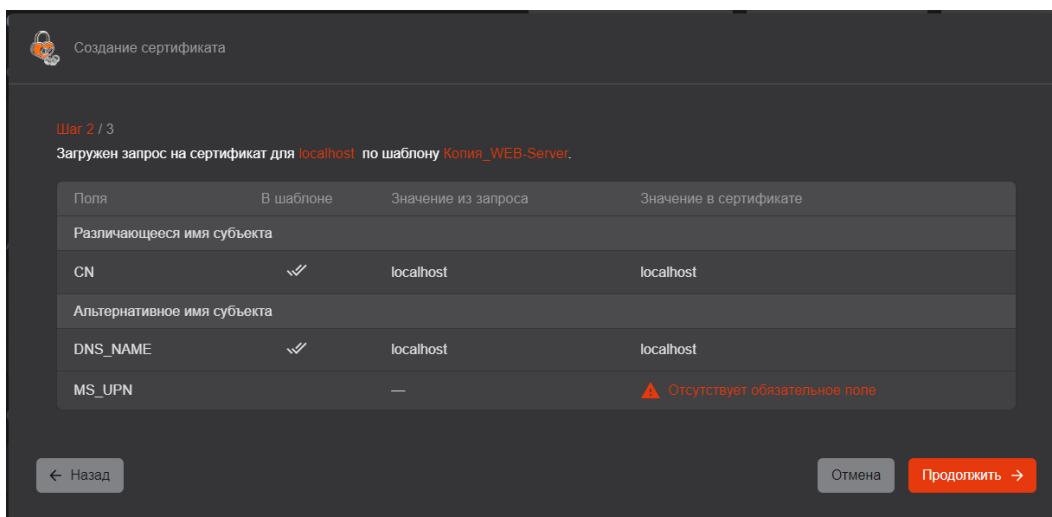 Создание сертификата
Шаг 2 / 3
Загружен запрос на сертификат для localhost по шаблону Копия_WEB-Server.
Поля В шаблоне Значение из запроса Значение в сертификате
Различающееся имя субъекта
CN localhost localhost
Альтернативное имя субъекта
DNS_NAME localhost localhost
MS_UPN — Отсутствует обязательное поле
← Назад Отмена Продолжить →